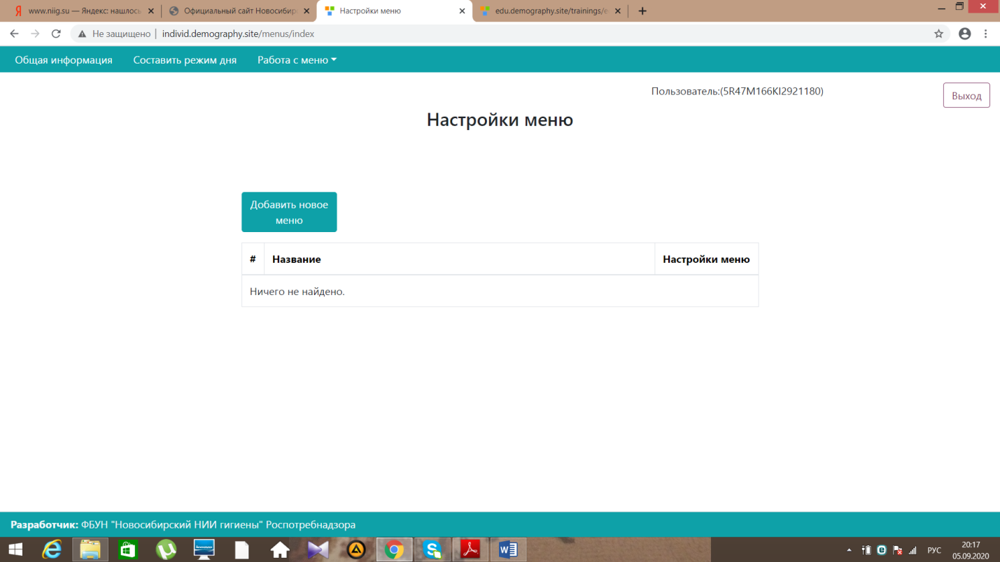 Я www.niig.su — Яндекс: нашлось
Официальный сайт Новосибир
Настройки меню
edu.demography.site/trainings/e
Не защищено | individ.demography.site/menus/index
Общая информация Составить режим дня Работа с меню
Пользователь:(5R47M166KI2921180)
Выход
Настройки меню
Добавить новое
меню
# Название Настройки меню
Ничего не найдено.
Разработчик: ФБУН "Новосибирский НИИ гигиены" Роспотребнадзора
РУС
20:17
05.09.2020